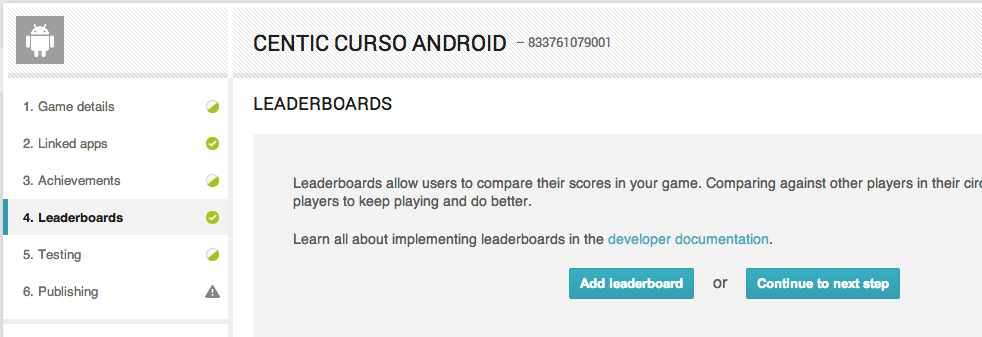 CENTIC CURSO ANDROID – 833761079001
1. Game details
2. Linked apps
3. Achievements
4. Leaderboards
5. Testing
6. Publishing
LEADERBOARDS
Leaderboards allow users to compare their scores in your game. Comparing against other players in their circ
players to keep playing and do better.
Learn all about implementing leaderboards in the developer documentation.
Add leaderboard or Continue to next step